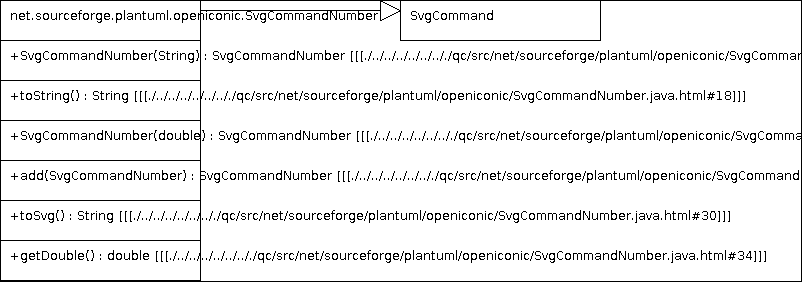 net.sourceforge.plantuml.openiconic.SvgCommandNumber
SvgCommand
+SvgCommandNumber(String) : SvgCommandNumber [[[./../../../../../../../qc/src/net/sourceforge/plantuml/openiconic/SvgComman
+toString() : String [[[./../../../../../../../qc/src/net/sourceforge/plantuml/openiconic/SvgCommandNumber.java.html#18]]]
+SvgCommandNumber(double) : SvgCommandNumber [[[./../../../../../../../qc/src/net/sourceforge/plantuml/openiconic/SvgComma
+add(SvgCommandNumber) : SvgCommandNumber [[[./../../../../../../../qc/src/net/sourceforge/plantuml/openiconic/SvgCommand
+toSvg() : String [[[./../../../../../../../qc/src/net/sourceforge/plantuml/openiconic/SvgCommandNumber.java.html#30]]]
+getDouble() : double [[[./../../../../../../../qc/src/net/sourceforge/plantuml/openiconic/SvgCommandNumber.java.html#34]]]